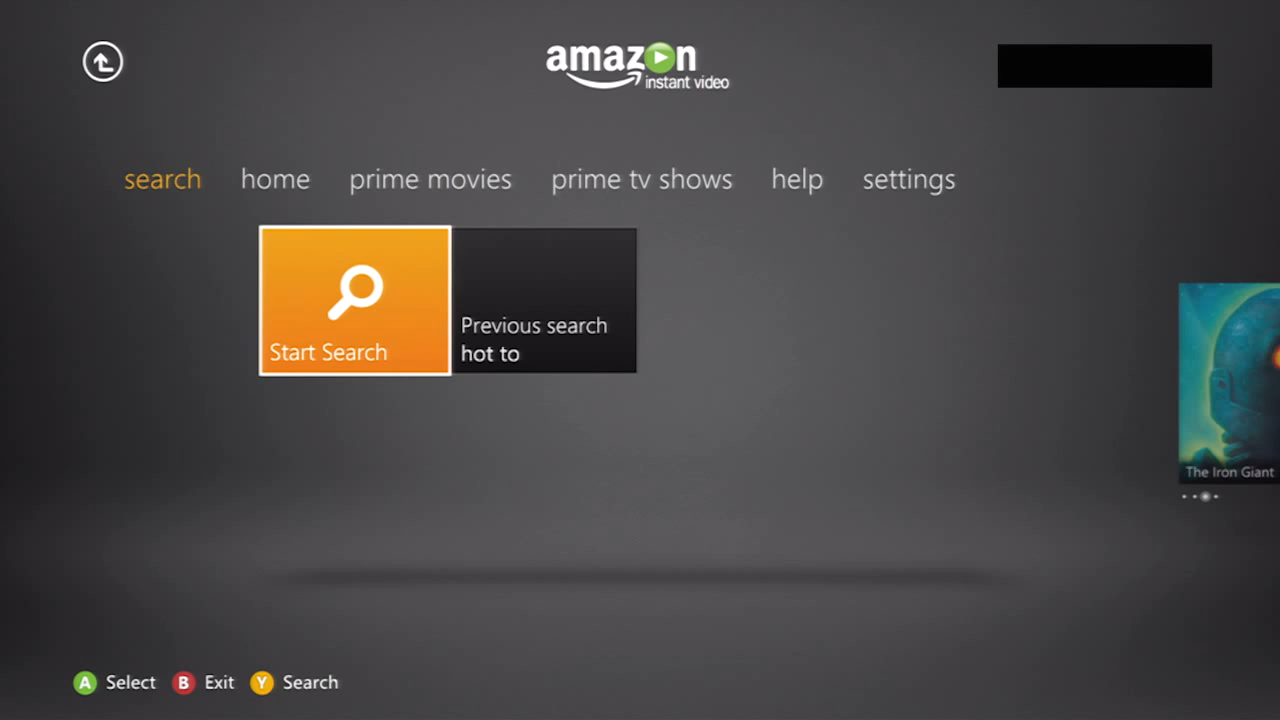 amazon
instant video
search home prime movies prime tv shows help settings
Start Search
Previous search
hot to
The Iron Giant
A Select B Exit Y Search